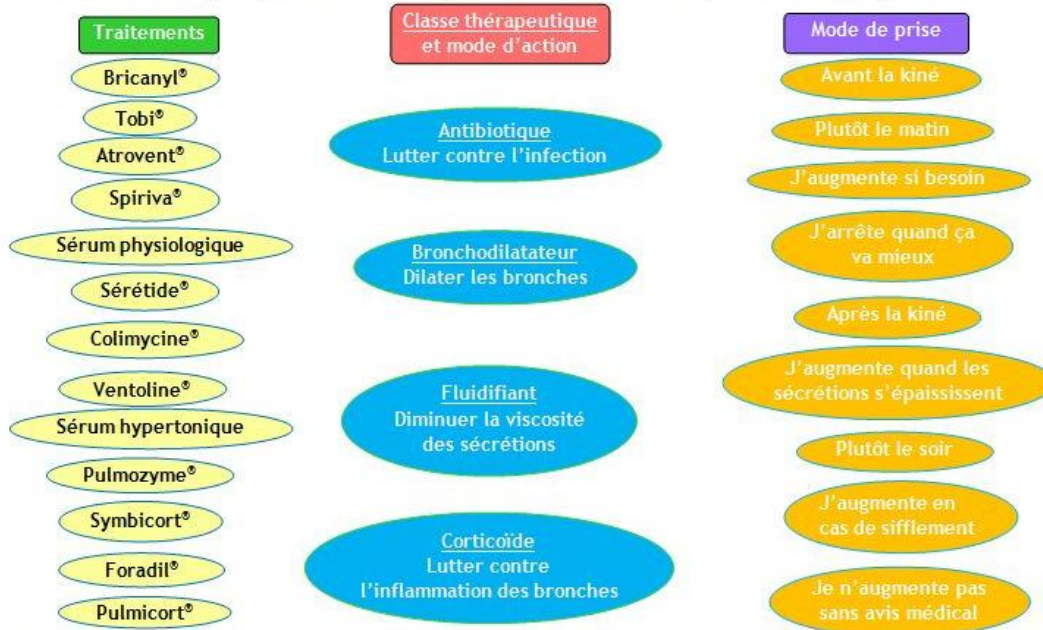 Traitements
Bricanyl®
Tobi®
Atrovent®
Spiriva®
Sérum physiologique
Sérétide®
Colimycine®
Ventoline®
Sérum hypertonique
Pulmozyme®
Symbicort®
Foradil®
Pulmicort®
Classe thérapeutique
et mode d'action
Antibiotique
Lutter contre l'infection
Bronchodilatateur
Dilater les bronches
Fluidifiant
Diminuer la viscosité
des sécrétions
Corticoïde
Lutter contre
l'inflammation des bronches
Mode de prise
Avant la kiné
Plutôt le matin
J'augmente si besoin
J'arrête quand ça
va mieux
Après la kiné
J'augmente quand les
sécrétions s'épaississent
Plutôt le soir
J'augmente en
cas de sifflement
Je n'augmente pas
sans avis médical